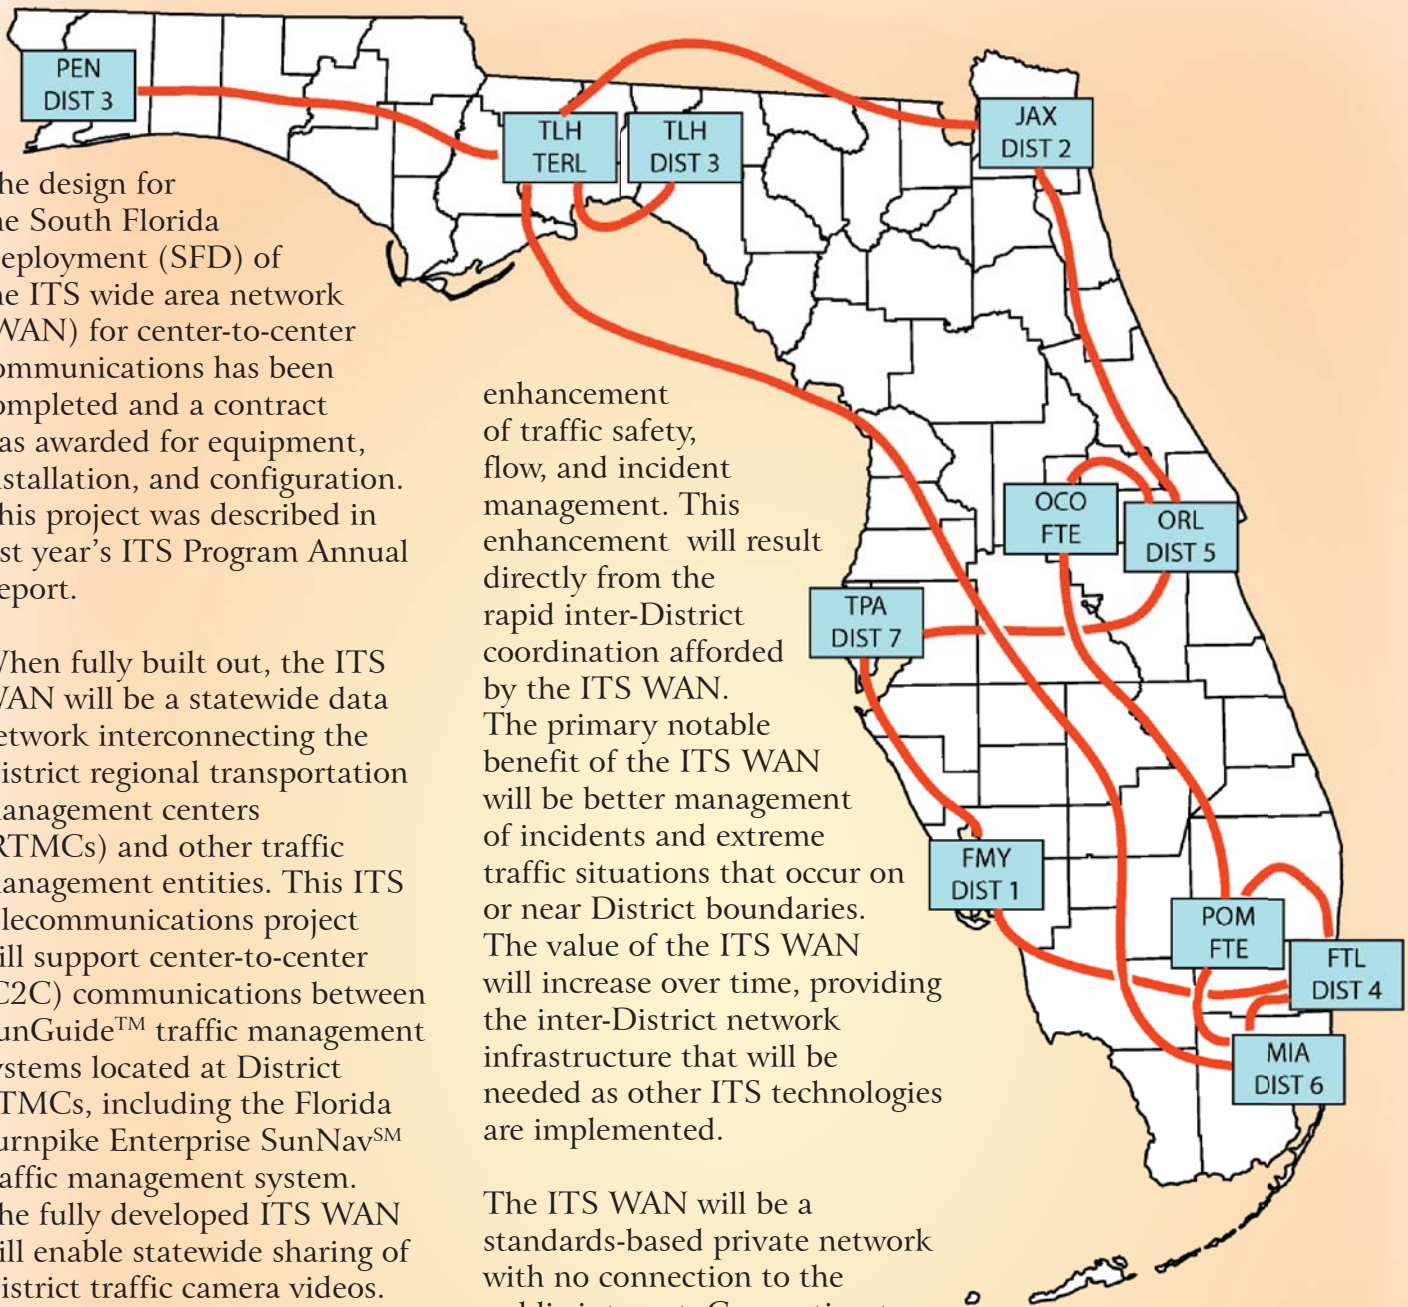 PEN
DIST 3
TLH
TERL
TLH
DIST 3
JAX
DIST 2
OCO
FTE
ORL
DIST 5
TPA
DIST 7
FMY
DIST 1
POM
FTE
FTL
DIST 4
MIA
DIST 6
he design for
he South Florida
eployment (SFD) of
he ITS wide area network
WAN) for center-to-center
ommunications has been
ompleted and a contract
as awarded for equipment,
nstallation, and configuration.
his project was described in
st year’s ITS Program Annual
eport.
When fully built out, the ITS
WAN will be a statewide data
etwork interconnecting the
istrict regional transportation
anagement centers
RTMCs) and other traffic
anagement entities. This ITS
elecommunications project
ill support center-to-center
C2C) communications between
unGuide™ traffic management
ystems located at District
TMCs, including the Florida
urnpike Enterprise SunNav℠
raffic management system.
he fully developed ITS WAN
ill enable statewide sharing of
istrict traffic camera videos.
enhancement
of traffic safety,
flow, and incident
management. This
enhancement will result
directly from the
rapid inter-District
coordination afforded
by the ITS WAN.
The primary notable
benefit of the ITS WAN
will be better management
of incidents and extreme
traffic situations that occur on
or near District boundaries.
The value of the ITS WAN
will increase over time, providing
the inter-District network
infrastructure that will be
needed as other ITS technologies
are implemented.
The ITS WAN will be a
standards-based private network
with no connection to the